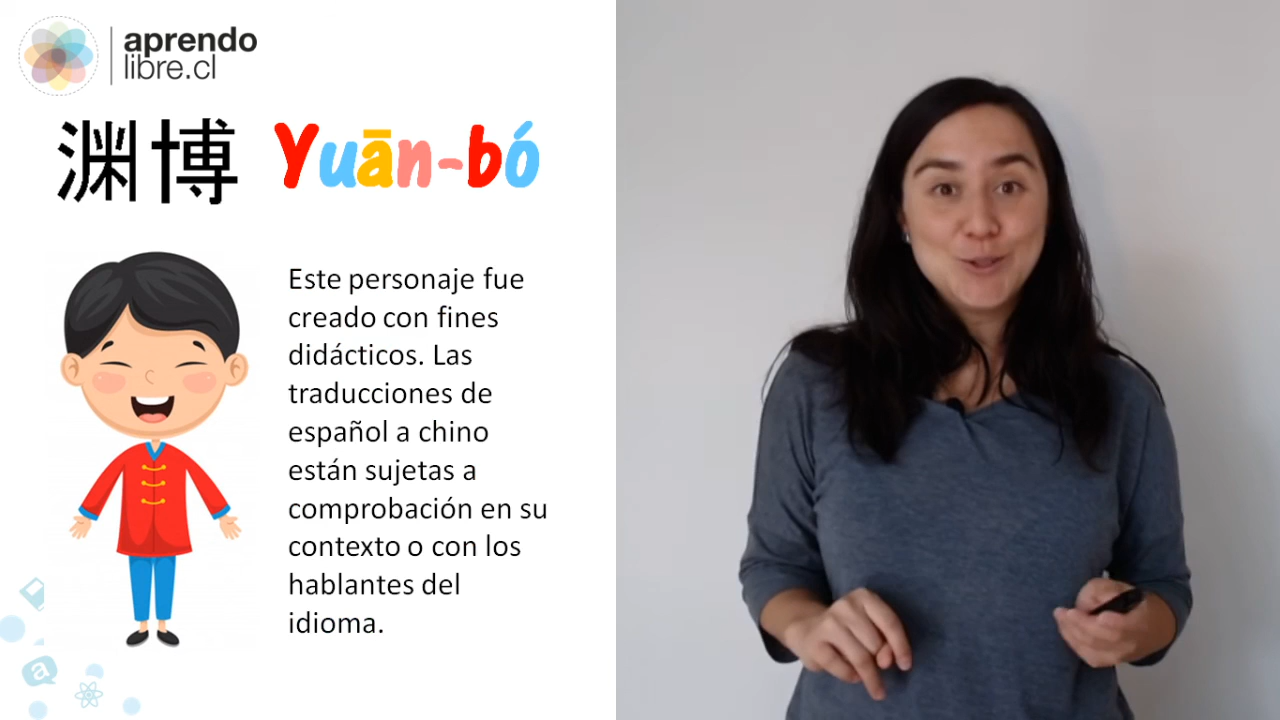 aprendo
libre.cl
渊博 Yuān-bó
Este personaje fue
creado con fines
didácticos. Las
traducciones de
español a chino
están sujetas a
comprobación en su
contexto o con los
hablantes del
idioma.
a